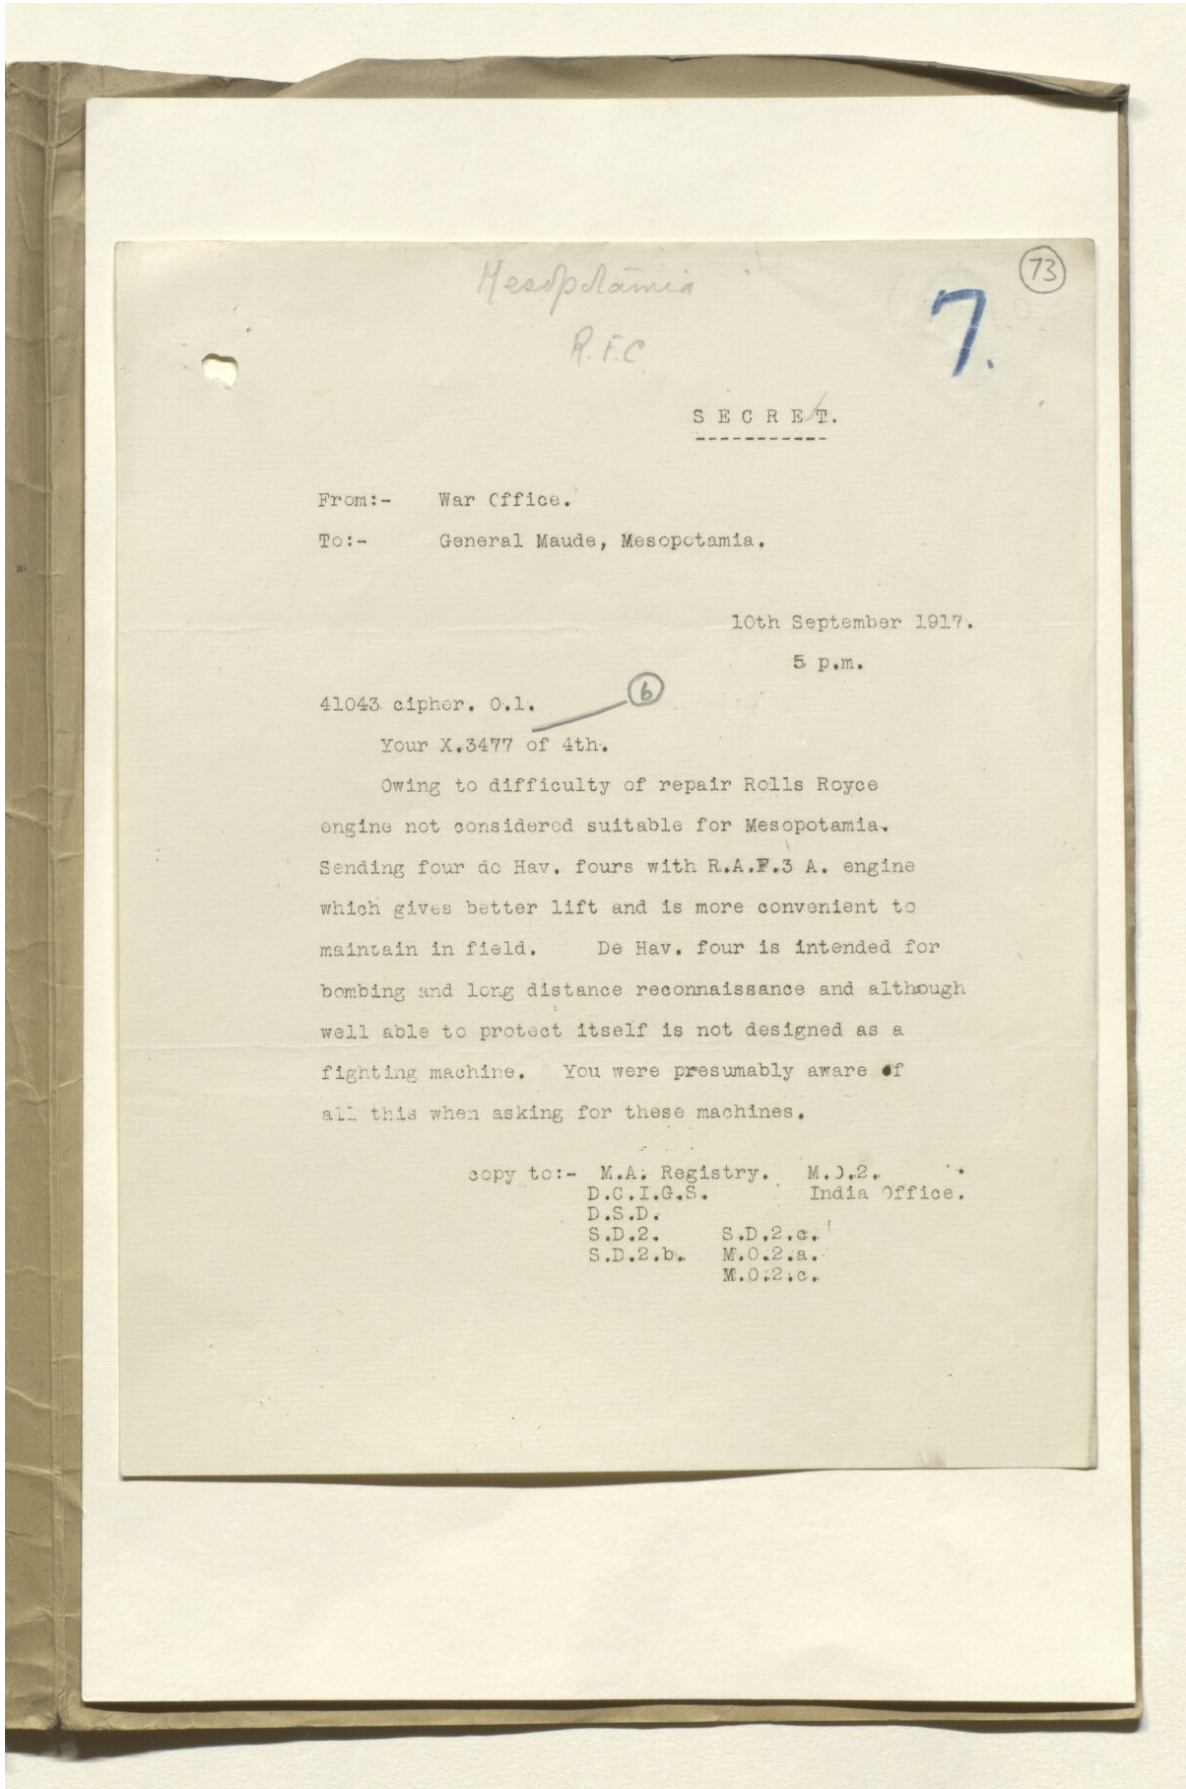 Mesopotamia
73
7.
R.F.C
SECRET.
From:- War Office.
To:- General Maude, Mesopotamia.
10th September 1917.
5 p.m.
6
41043 cipher. O.1.
Your X.3477 of 4th.
Owing to difficulty of repair Rolls Royce
engine not considered suitable for Mesopotamia.
Sending four de Hav. fours with R.A.F.3 A. engine
which gives better lift and is more convenient to
maintain in field. De Hav. four is intended for
bombing and long distance reconnaissance and although
well able to protect itself is not designed as a
fighting machine. You were presumably aware of
all this when asking for these machines.
copy to:- M.A. Registry. M.O.2.
D.C.I.G.S. India Office.
D.S.D.
S.D.2. S.D.2.c.
S.D.2.b. M.O.2.a.
M.O.2.c.